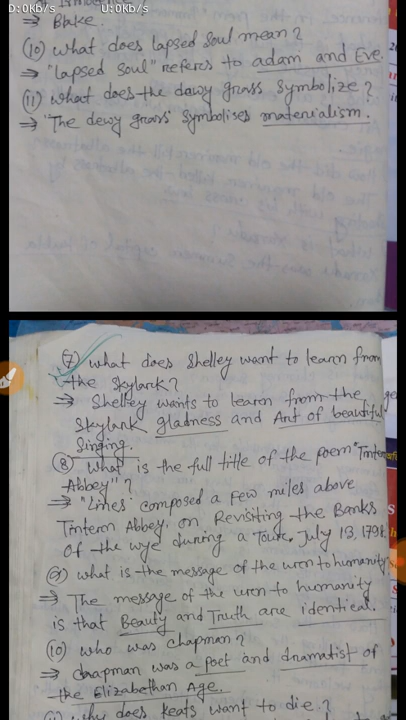 D:0Kb/s U:0Kb/s
⇒ Blake.
(10) what does lapsed soul mean?
⇒ "lapsed soul" refers to adam and Eve.
(11) what does the dewy grass symbolize?
⇒ 'The dewy grass' symbolises materialism.
(7) what does Shelley want to learn from
the Skylark?
⇒ Shelley wants to learn from the
Skylark gladness and Art of beautiful
Singing.
(8) what is the full title of the poem "Tintern
Abbey"?
⇒ "Lines' composed a few miles above
Tintern Abbey, on Revisiting the Banks
of the wye during a Tour. July 13, 1798.
(9) what is the message of the uren to humanity
⇒ The message of the uren to humanity
is that Beauty and Truth are identical.
(10) who was chapman?
⇒ chapman was a poet and dramatist of
the Elizabethan Age.
why does Keats want to die?